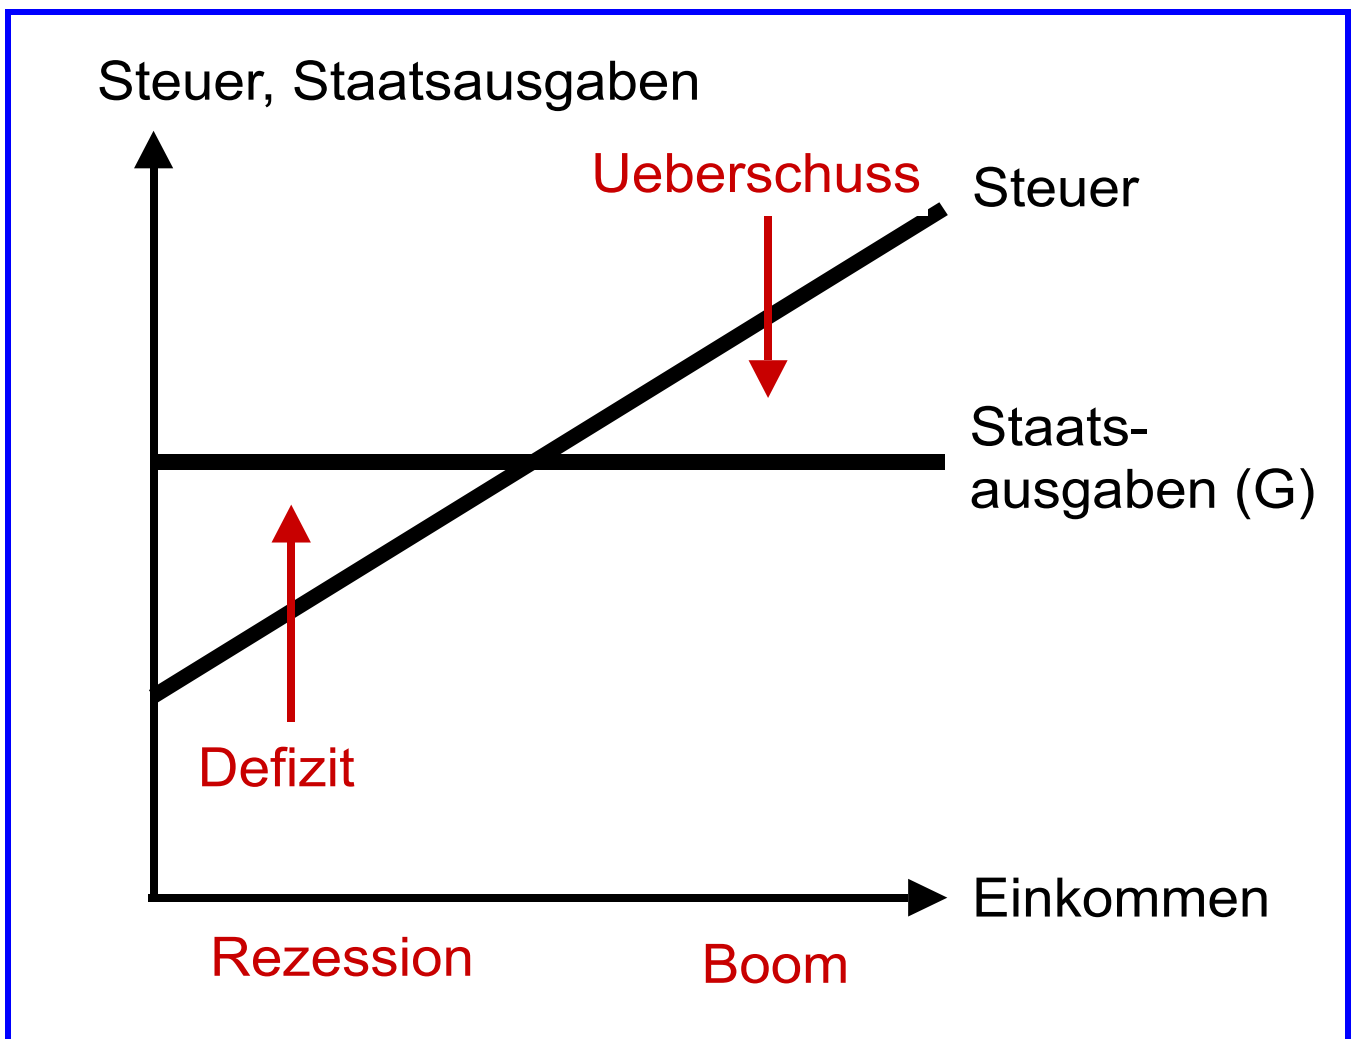 Steuer, Staatsausgaben
Ueberschuss
Steuer
Staats-
ausgaben (G)
Defizit
Einkommen
Rezession
Boom